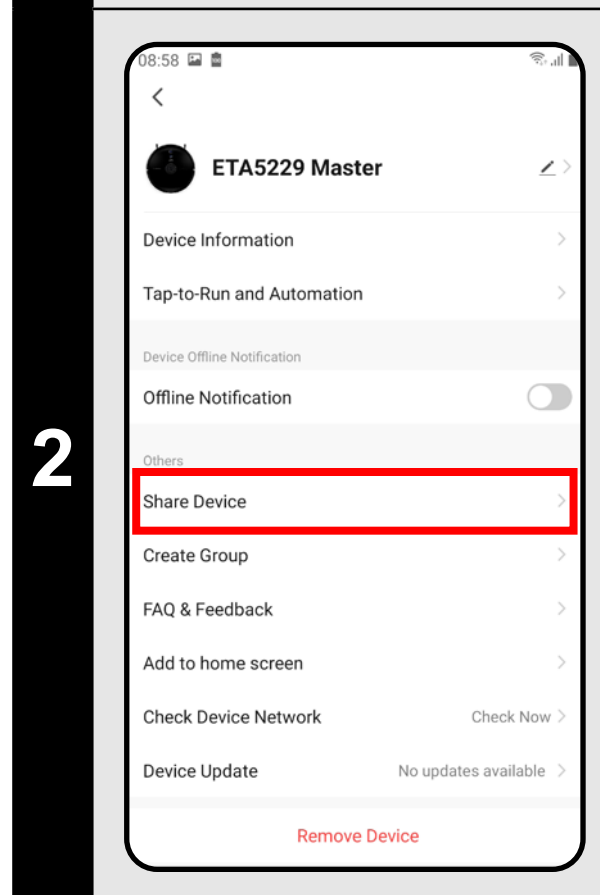 2
08:58
ETA5229 Master
Device Information
Tap-to-Run and Automation
Device Offline Notification
Offline Notification
Others
Share Device
Create Group
FAQ & Feedback
Add to home screen
Check Device Network Check Now
Device Update No updates available
Remove Device